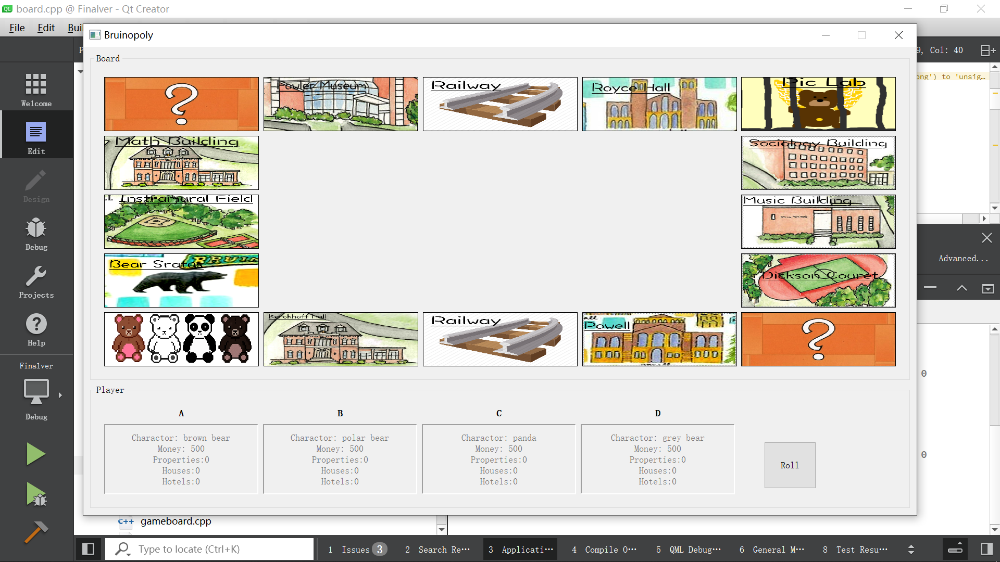 QC board.cpp @ Finalver - Qt Creator
File Edit Buil
Bruinopoly
9, Col: 40
Board
?
Fowler Museum
Railway
Royce Hall
Pic Lab
ong') to 'unsig…
Welcome
Math Building
Sociology Building
Edit
Instramural Field
Music Building
Design
Debug
Advanced...
Bear Sratus
BRUIN
Dickson Couret
Projects
Kerckhoff Hall
Railway
Powell
?
Help
Finalver
0
Player
Debug
A B C D
Charactor: brown bear
Money: 500
Properties:0
Houses:0
Hotels:0
Charactor: polar bear
Money: 500
Properties:0
Houses:0
Hotels:0
Charactor: panda
Money: 500
Properties:0
Houses:0
Hotels:0
Charactor: grey bear
Money: 500
Properties:0
Houses:0
Hotels:0
Roll
0
C++ gameboard.cpp
Type to locate (Ctrl+K)
1 Issues 3
2 Search Re…
3 Applicati…
4 Compile O…
5 QML Debug…
6 General M…
8 Test Resu…